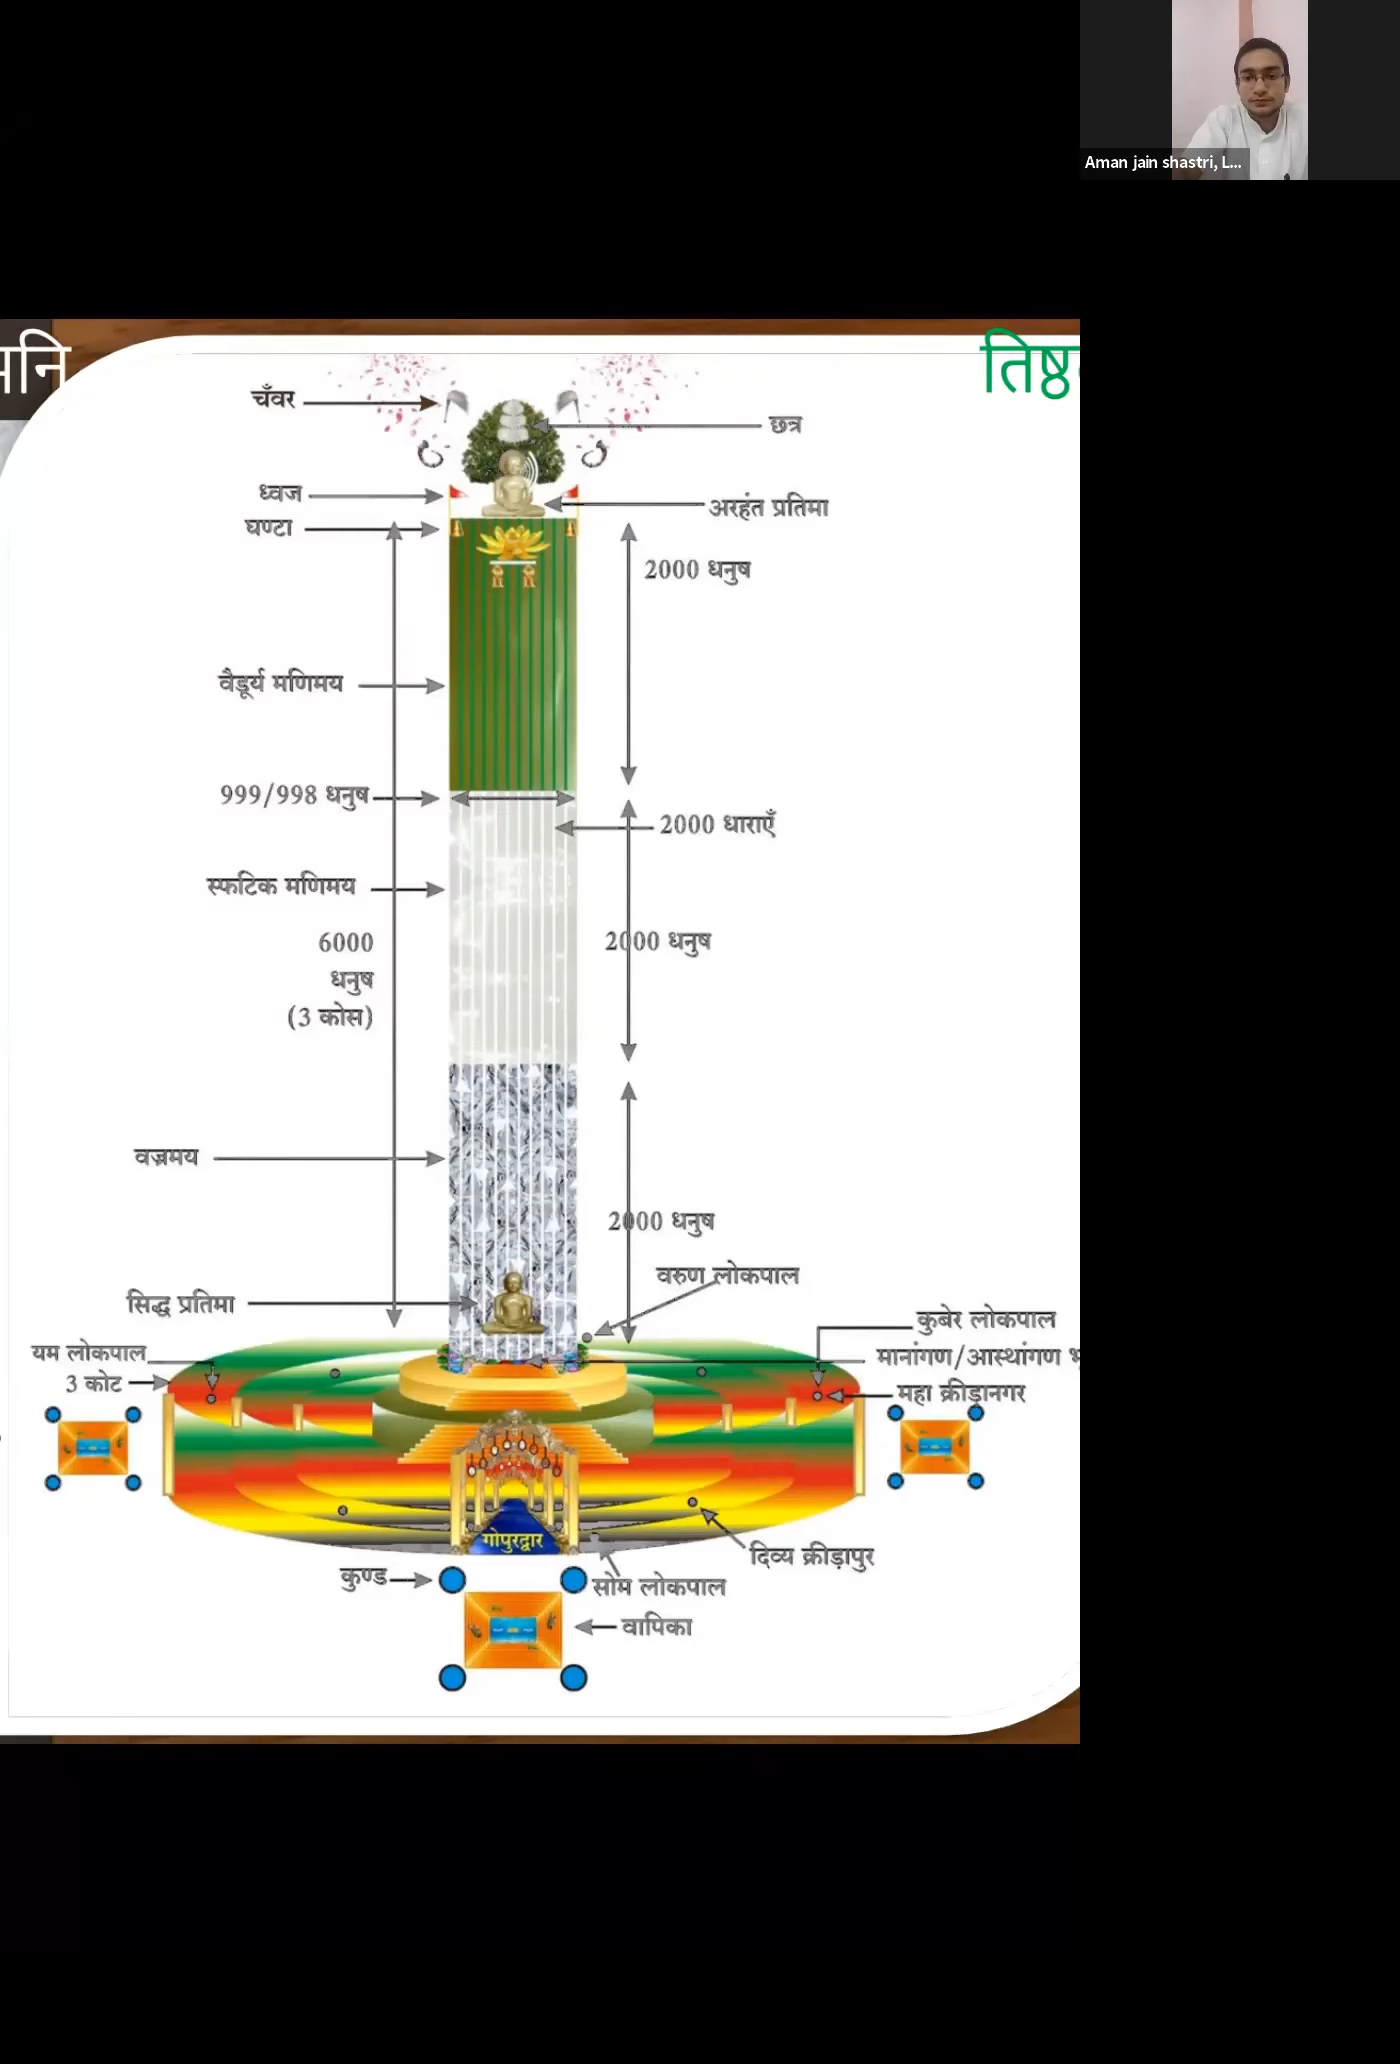 Aman jain shastri, L...
तिष्ठ
चँवर
छत्र
ध्वज
अरहंत प्रतिमा
घण्टा
2000 धनुष
वैडूर्य मणिमय
999/998 धनुष
2000 धाराएँ
स्फटिक मणिमय
6000
धनुष
(3 कोस)
2000 धनुष
वज्रमय
2000 धनुष
वरुण लोकपाल
सिद्ध प्रतिमा
कुबेर लोकपाल
यम लोकपाल
मानांगण/आस्थांगण
3 कोट
महा क्रीड़ानगर
गोपुरद्वार
दिव्य क्रीड़ापुर
कुण्ड
सोम लोकपाल
वापिका